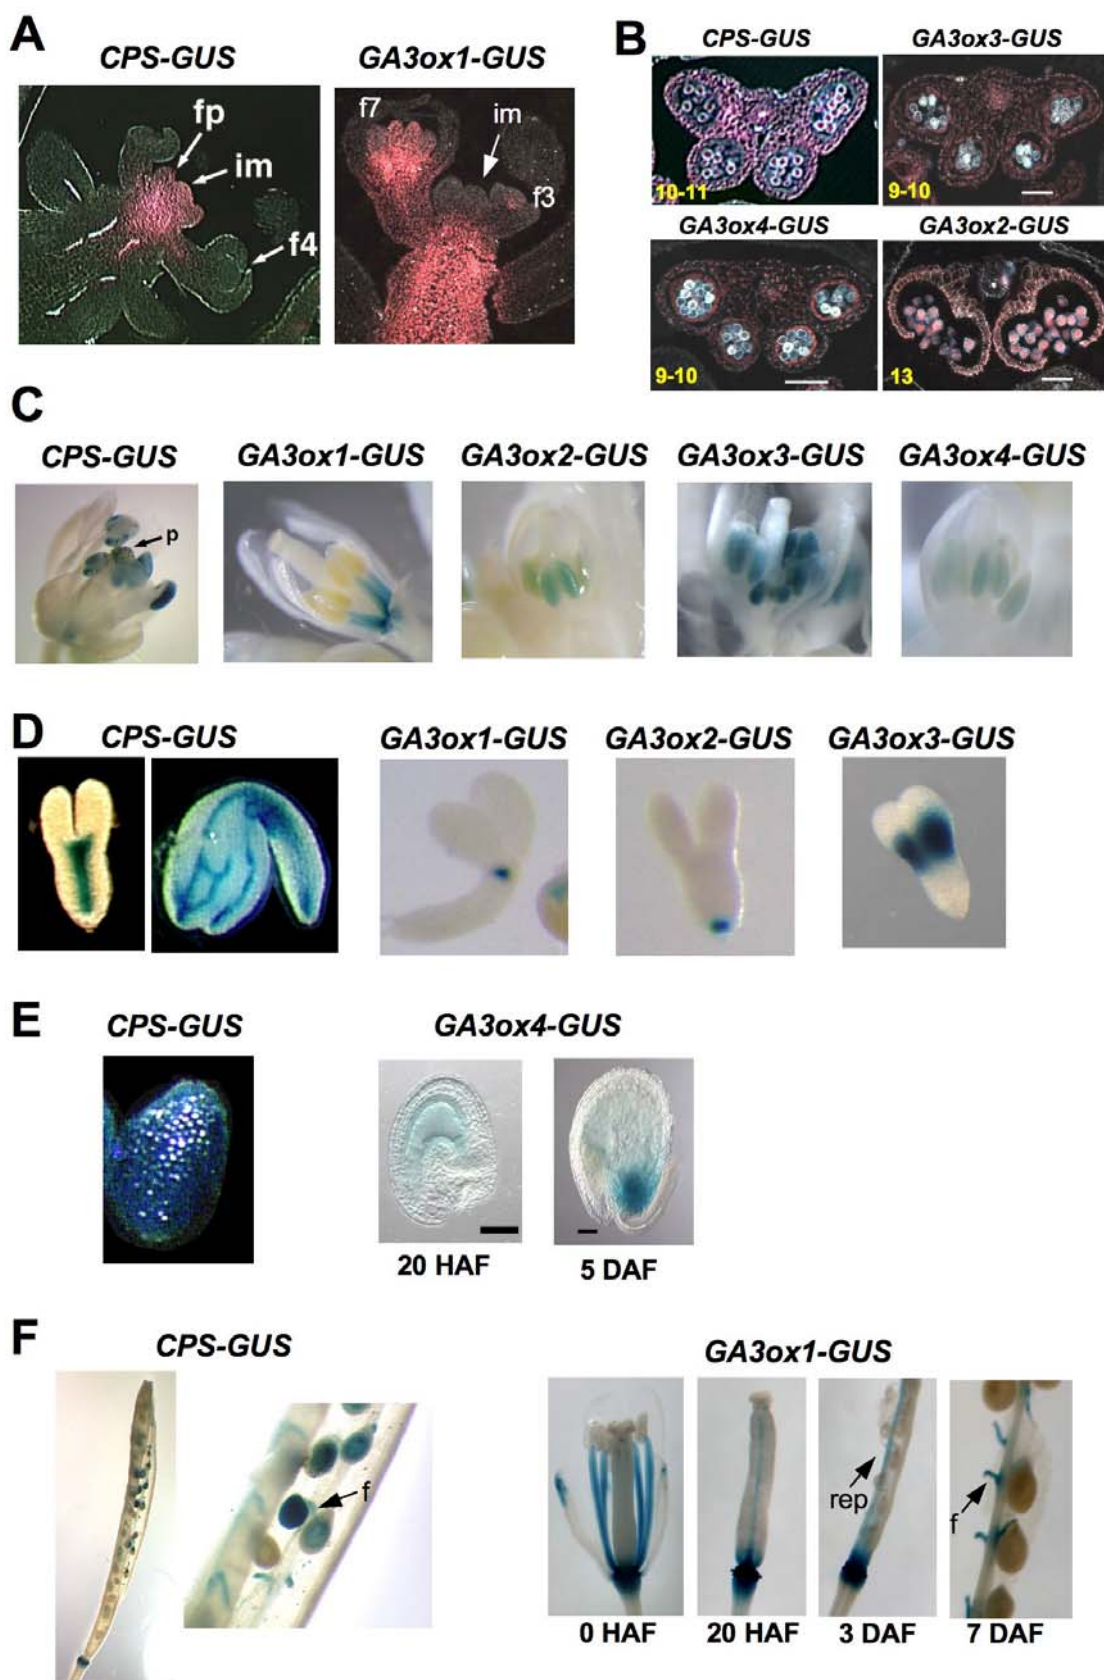 A
CPS-GUS GA3ox1-GUS
fp
im
f4
f7
im
f3
B
CPS-GUS GA3ox3-GUS
10-11
9-10
GA3ox4-GUS GA3ox2-GUS
9-10
13
C
CPS-GUS GA3ox1-GUS GA3ox2-GUS GA3ox3-GUS GA3ox4-GUS
p
D
CPS-GUS GA3ox1-GUS GA3ox2-GUS GA3ox3-GUS
E
CPS-GUS GA3ox4-GUS
20 HAF 5 DAF
F
CPS-GUS GA3ox1-GUS
f
rep
f
0 HAF 20 HAF 3 DAF 7 DAF